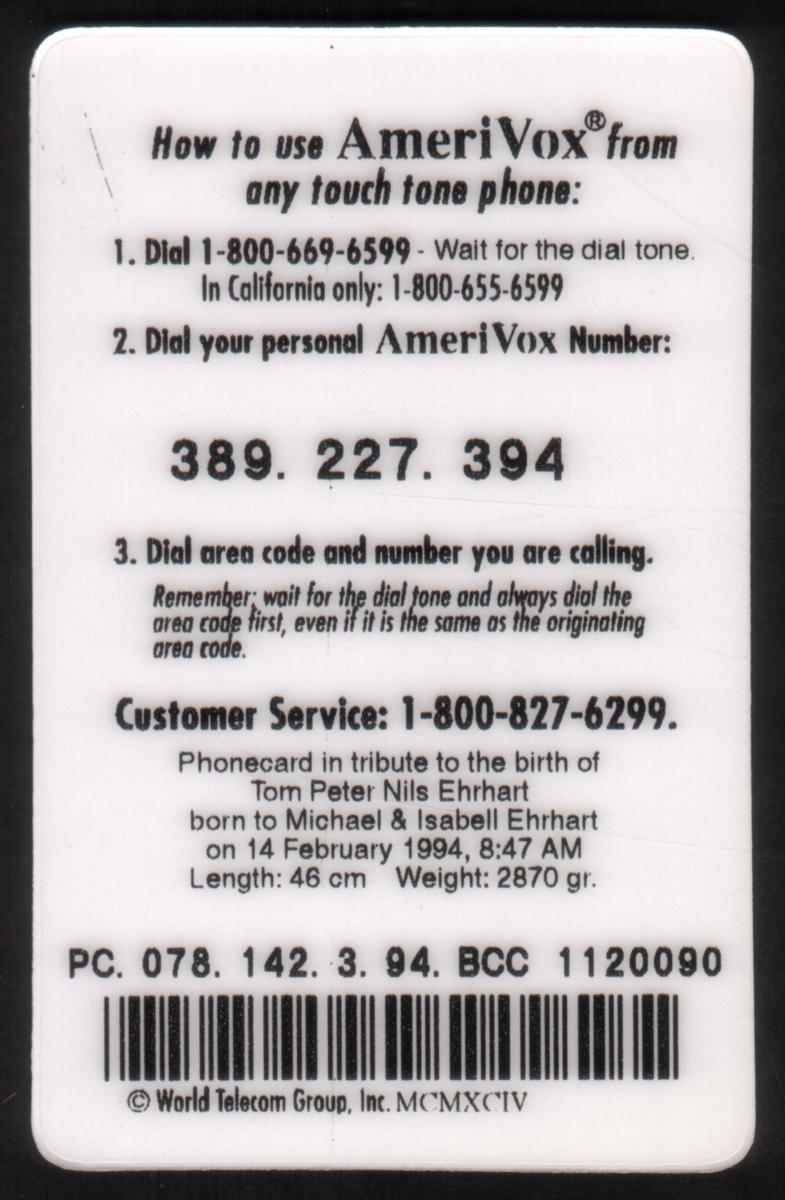 How to use AmeriVox® from
any touch tone phone:
1. Dial 1-800-669-6599 - Wait for the dial tone.
In California only: 1-800-655-6599
2. Dial your personal AmeriVox Number:
389. 227. 394
3. Dial area code and number you are calling.
Remember; wait for the dial tone and always dial the
area code first, even if it is the same as the originating
area code.
Customer Service: 1-800-827-6299.
Phonecard in tribute to the birth of
Tom Peter Nils Ehrhart
born to Michael & Isabell Ehrhart
on 14 February 1994, 8:47 AM
Length: 46 cm Weight: 2870 gr.
PC. 078. 142. 3. 94. BCC 1120090
© World Telecom Group, Inc. MCMXCIV